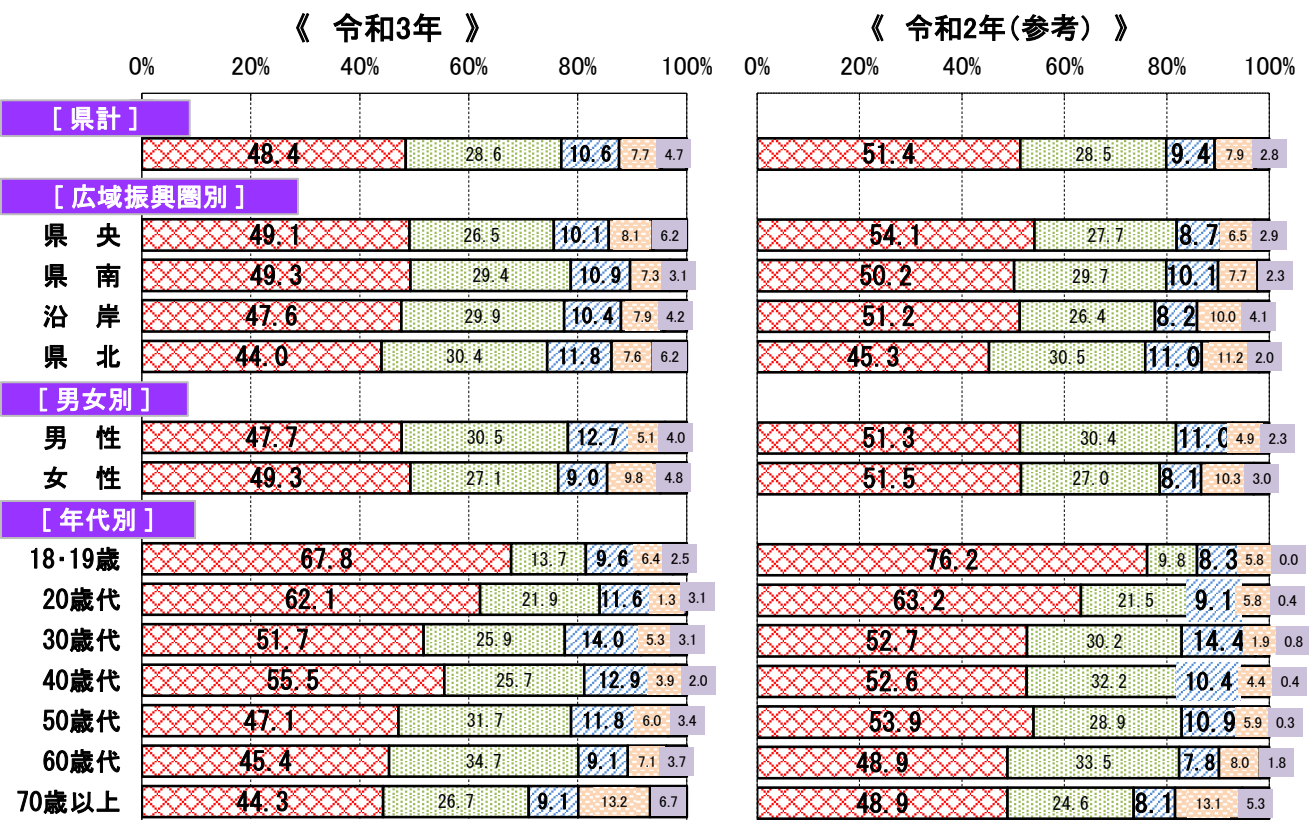 《 令和3年 》 《 令和2年(参考) 》
0% 20% 40% 60% 80% 100% 0% 20% 40% 60% 80% 100%
[ 県計 ]
48.4 28.6 10.6 7.7 4.7 51.4 28.5 9.4 7.9 2.8
[ 広域振興圏別 ]
県 央 49.1 26.5 10.1 8.1 6.2 54.1 27.7 8.7 6.5 2.9
県 南 49.3 29.4 10.9 7.3 3.1 50.2 29.7 10.1 7.7 2.3
沿 岸 47.6 29.9 10.4 7.9 4.2 51.2 26.4 8.2 10.0 4.1
県 北 44.0 30.4 11.8 7.6 6.2 45.3 30.5 11.0 11.2 2.0
[ 男女別 ]
男 性 47.7 30.5 12.7 5.1 4.0 51.3 30.4 11.0 4.9 2.3
女 性 49.3 27.1 9.0 9.8 4.8 51.5 27.0 8.1 10.3 3.0
[ 年代別 ]
18・19歳 67.8 13.7 9.6 6.4 2.5 76.2 9.8 8.3 5.8 0.0
20歳代 62.1 21.9 11.6 1.3 3.1 63.2 21.5 9.1 5.8 0.4
30歳代 51.7 25.9 14.0 5.3 3.1 52.7 30.2 14.4 1.9 0.8
40歳代 55.5 25.7 12.9 3.9 2.0 52.6 32.2 10.4 4.4 0.4
50歳代 47.1 31.7 11.8 6.0 3.4 53.9 28.9 10.9 5.9 0.3
60歳代 45.4 34.7 9.1 7.1 3.7 48.9 33.5 7.8 8.0 1.8
70歳以上 44.3 26.7 9.1 13.2 6.7 48.9 24.6 8.1 13.1 5.3